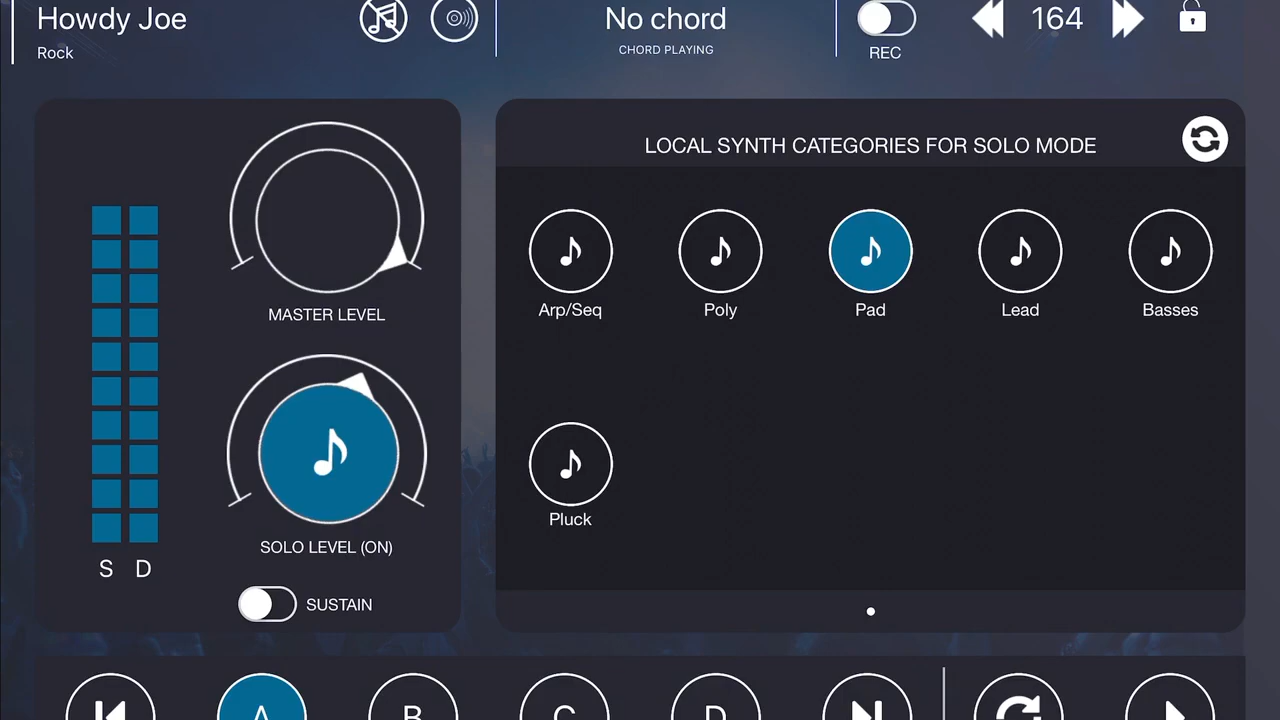 Howdy Joe
Rock
No chord
CHORD PLAYING
REC
164
LOCAL SYNTH CATEGORIES FOR SOLO MODE
MASTER LEVEL
SOLO LEVEL (ON)
S D
SUSTAIN
Arp/Seq Poly Pad Lead Basses
Pluck
A B C D